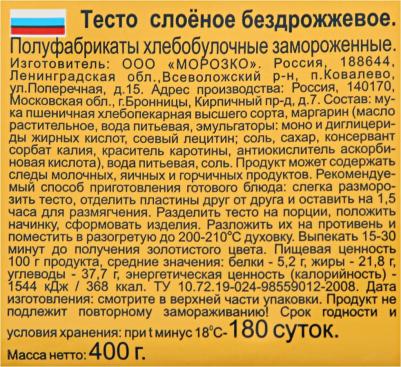 Тесто слоёное бездрожжевое.
Полуфабрикаты хлебобулочные замороженные.
Изготовитель: ООО «МОРОЗКО». Россия, 188644,
Ленинградская обл.,Всеволожский р-н, п.Ковалево,
ул.Поперечная, д.15. Адрес производства: Россия, 140170,
Московская обл., г.Бронницы, Кирпичный пр-д, д.7. Состав: му-
ка пшеничная хлебопекарная высшего сорта, маргарин (масло
растительное, вода питьевая, эмульгаторы: моно и диглицери-
ды жирных кислот, соевый лецитин; соль, сахар, консервант
сорбат калия, краситель каротины, антиокислитель аскорби-
новая кислота), вода питьевая, соль. Продукт может содержать
следы молочных, яичных и горчичных продуктов. Рекомендуе-
мый способ приготовления готового блюда: слегка разморо-
зить тесто, отделить пластины друг от друга и оставить на 1,5
часа для размягчения. Разделить тесто на порции, положить
начинку, сформовать изделия. Разложить их на противень и
поместить в разогретую до 200-210°С духовку. Выпекать 15-30
минут до получения золотистого цвета. Пищевая ценность
100 г продукта, средние значения: белки - 5,2 г, жиры - 21,8 г,
углеводы - 37,7 г, энергетическая ценность (калорийность) -
1544 кДж / 368 ккал. ТУ 10.72.19-024-98559012-2008. Дата
изготовления: смотрите в верхней части упаковки. Продукт не
подлежит повторному замораживанию! Срок годности и
условия хранения: при t минус 18°С- 180 суток.
Масса нетто: 400 г.